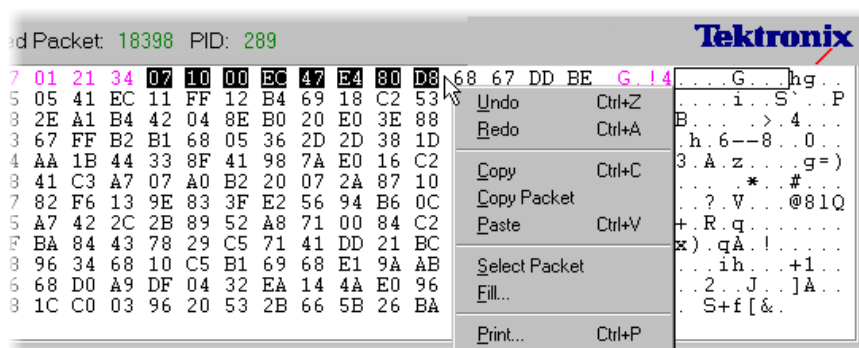 ed Packet: 18398 PID: 289
Tektronix
7 01 21 34 07 10 00 EC 47 E4 80 D8 68 67 DD BE G.!4....G...hg..
5 05 41 EC 11 FF 12 B4 69 18 C2 53 ....i..S`..P
8 2E A1 B4 42 04 8E B0 20 E0 3E 88 B... .>.4...
3 67 FF B2 B1 68 05 36 2D 2D 38 1D .h.6--8..0..
4 AA 1B 44 33 8F 41 98 7A E0 16 C2 3.A.z....g=)
8 41 C3 A7 07 A0 B2 20 07 2A 87 10 ... .*..#...
7 82 F6 13 9E 83 3F E2 56 94 B6 0C ..?.V...@81Q
5 A7 42 2C 2B 89 52 A8 71 00 84 C2 +.R.q.......
F BA 84 43 78 29 C5 71 41 DD 21 BC x).qA.!.....
8 96 34 68 10 C5 B1 69 68 E1 9A AB ...ih...+1..
6 68 D0 A9 DF 04 32 EA 14 4A E0 96 ..2..J..]A..
8 1C C0 03 96 20 53 2B 66 5B 26 BA . S+f[&.
Undo Ctrl+Z
Redo Ctrl+A
Copy Ctrl+C
Copy Packet
Paste Ctrl+V
Select Packet
Fill...
Print... Ctrl+P